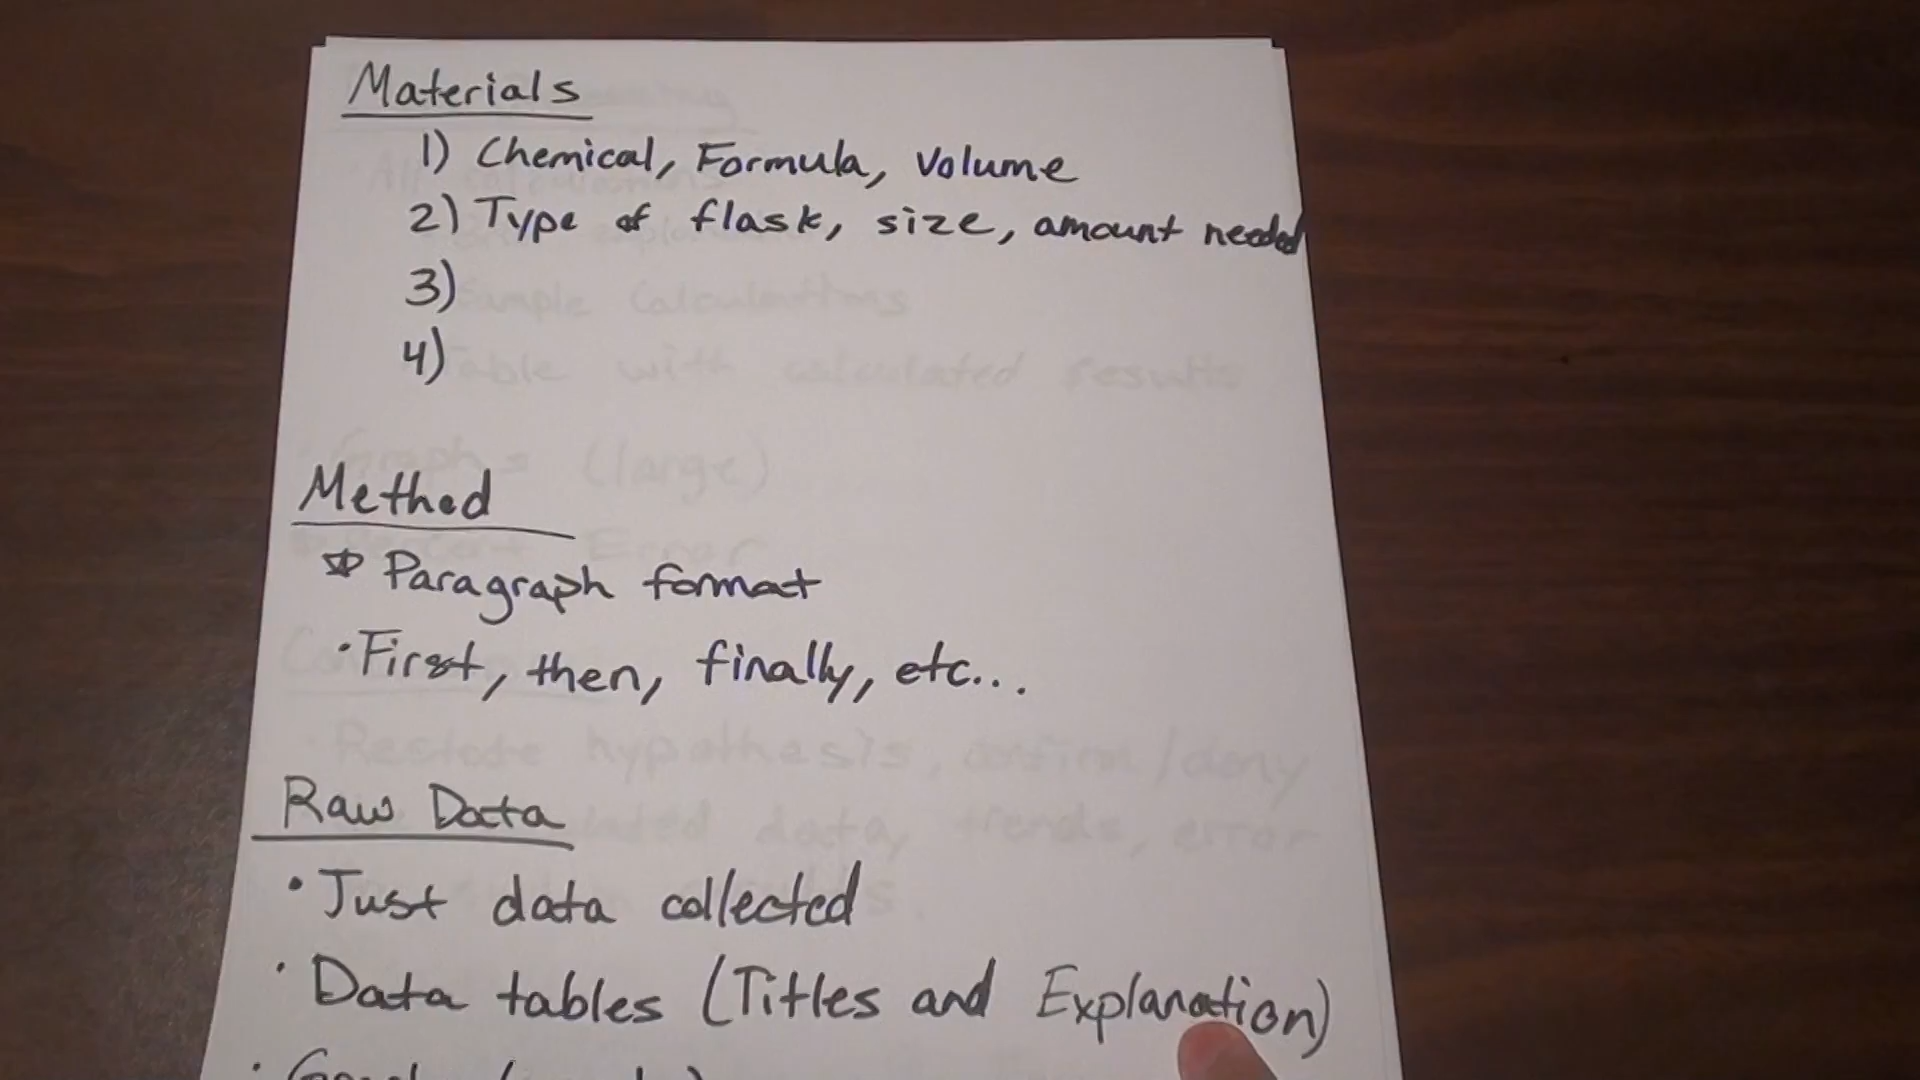 Materials
1) Chemical, Formula, Volume
2) Type of flask, size, amount needed
3)
4)
Method
☆ Paragraph format
• First, then, finally, etc...
Raw Data
• Just data collected
• Data tables (Titles and Explanation)